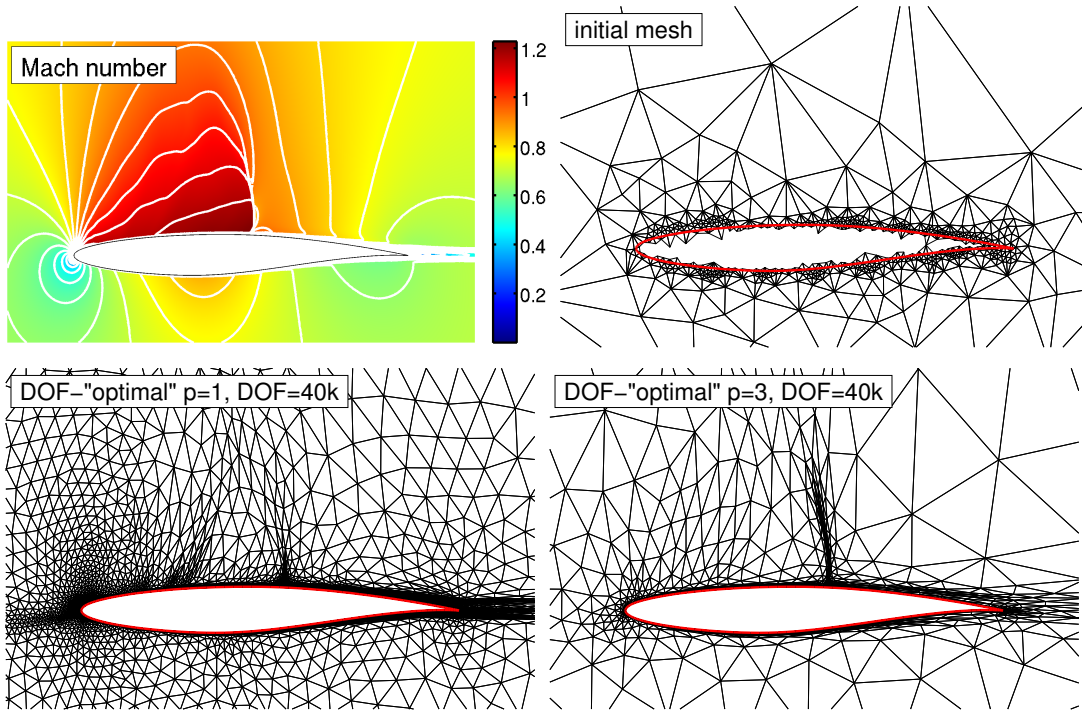 Mach number
1.2
1
0.8
0.6
0.4
0.2
initial mesh
DOF−"optimal" p=1, DOF=40k
DOF−"optimal" p=3, DOF=40k